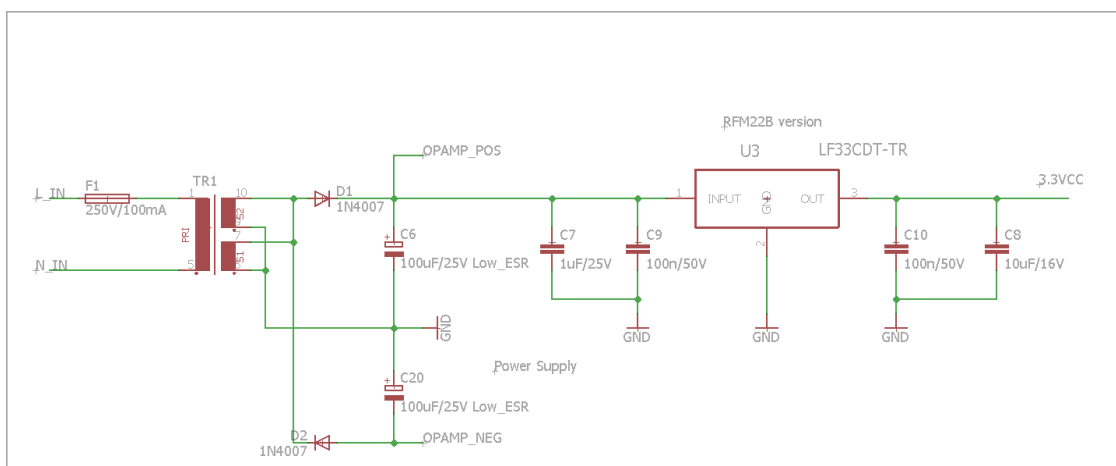 RFM22B version
U3
LF33CDT-TR
OPAMP_POS
3.3VCC
L_IN
F1
250V/100mA
TR1
1
10
PRI
S2
7
S1
5
N_IN
D1
1N4007
1
INPUT
GND
OUT
3
2
C6
100uF/25V Low_ESR
C7
1uF/25V
C9
100n/50V
C10
100n/50V
C8
10uF/16V
GND
GND
GND
GND
Power Supply
C20
100uF/25V Low_ESR
D2
1N4007
OPAMP_NEG